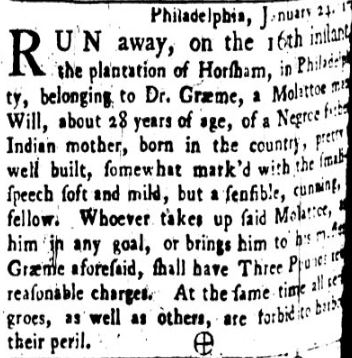 Philadelphia, January 24, 17
RUN away, on the 16th instant
the plantation of Horſham, in Philadelp
ty, belonging to Dr. Græme, a Molattoe
Will, about 28 years of age, of a Negroe
Indian mother, born in the country, pretty
well built, ſomewhat mark'd with the ſmall
ſpeech ſoft and mild, but a ſenſible, cunning,
fellow. Whoever takes up ſaid Molattoe,
him in any goal, or brings him to his
Græme aforeſaid, ſhall have Three Pounds
reaſonable charges. At the ſame time all
groes, as well as others, are forbid to
their peril.